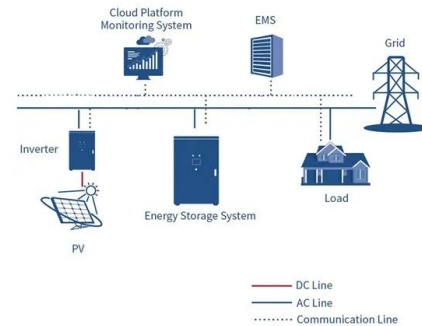 Cloud Platform
Monitoring System
EMS
Grid
Inverter
Energy Storage System
Load
PV
DC Line
AC Line
Communication Line